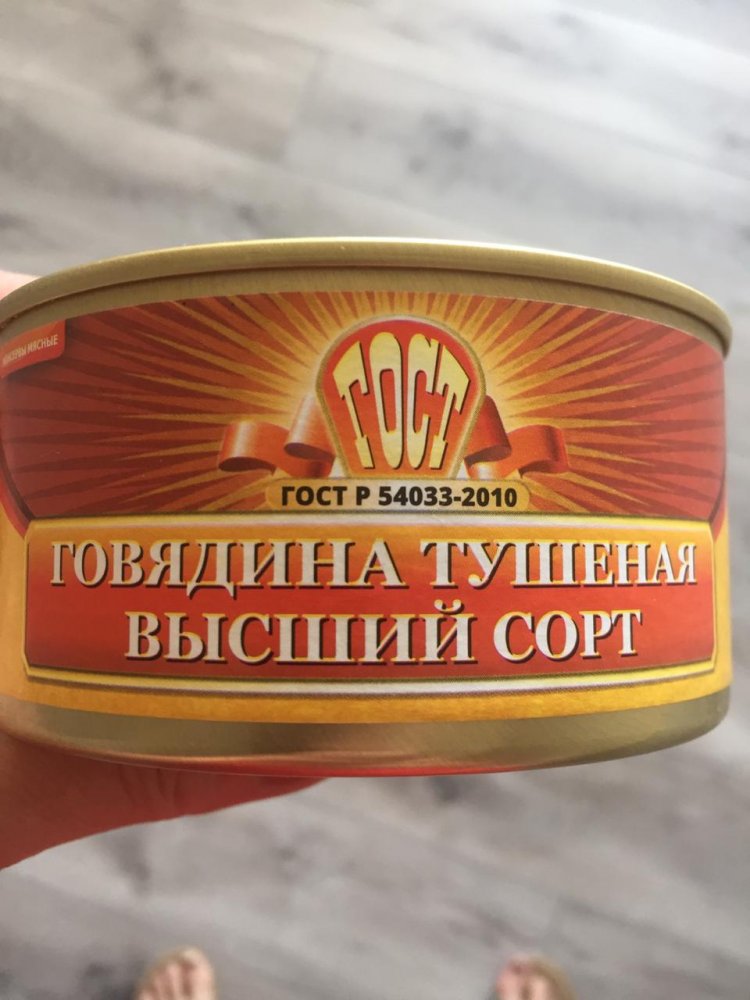 КОНСЕРВЫ МЯСНЫЕ
ГОСТ
ГОСТ Р 54033-2010
ГОВЯДИНА ТУШЕНАЯ
ВЫСШИЙ СОРТ